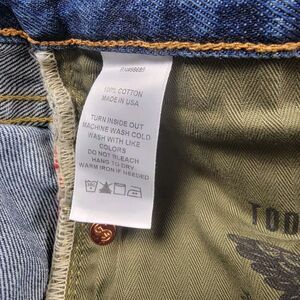 100% COTTON
MADE IN USA
TURN INSIDE OUT
MACHINE WASH COLD
WASH WITH LIKE
COLORS
DO NOT BLEACH
HANG TO DRY
WARM IRON IF NEEDED
TOD